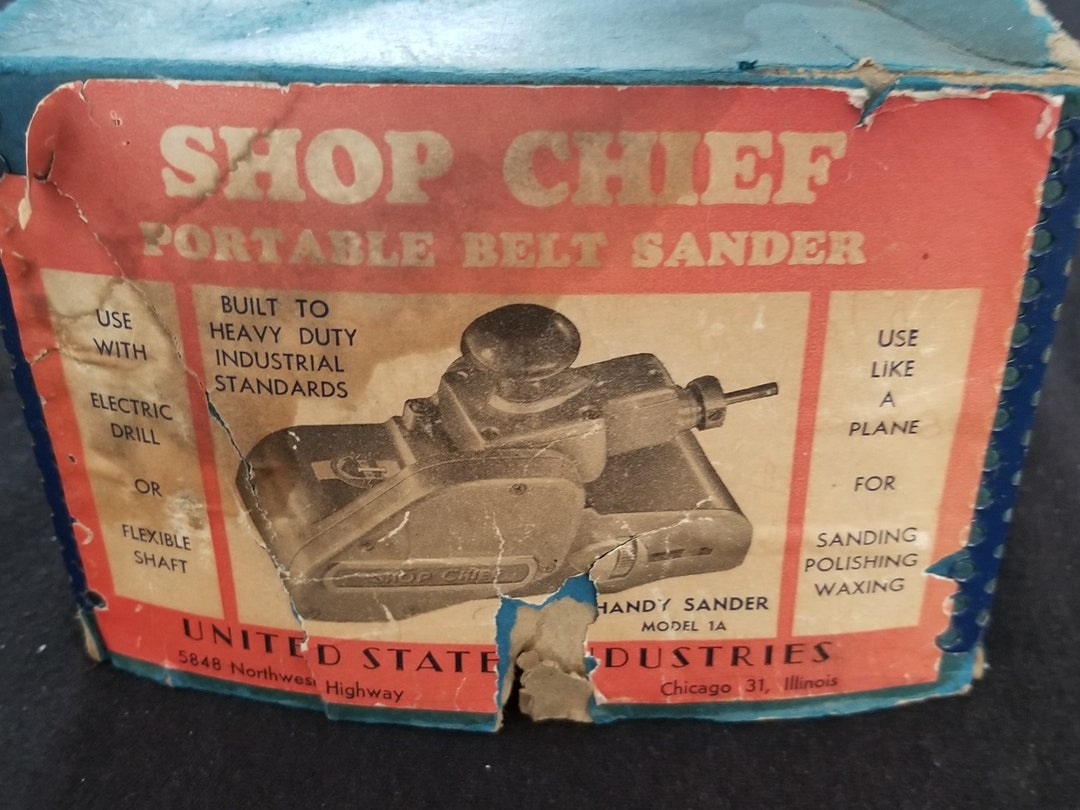 SHOP CHIEF
PORTABLE BELT SANDER
USE
WITH
ELECTRIC
DRILL
OR
FLEXIBLE
SHAFT
BUILT TO
HEAVY DUTY
INDUSTRIAL
STANDARDS
SHOP CHIE
HANDY SANDER
MODEL 1A
USE
LIKE
A
PLANE
FOR
SANDING
POLISHING
WAXING
UNITED STATE DUSTRIES
5848 Northwest Highway
Chicago 31, Illinois